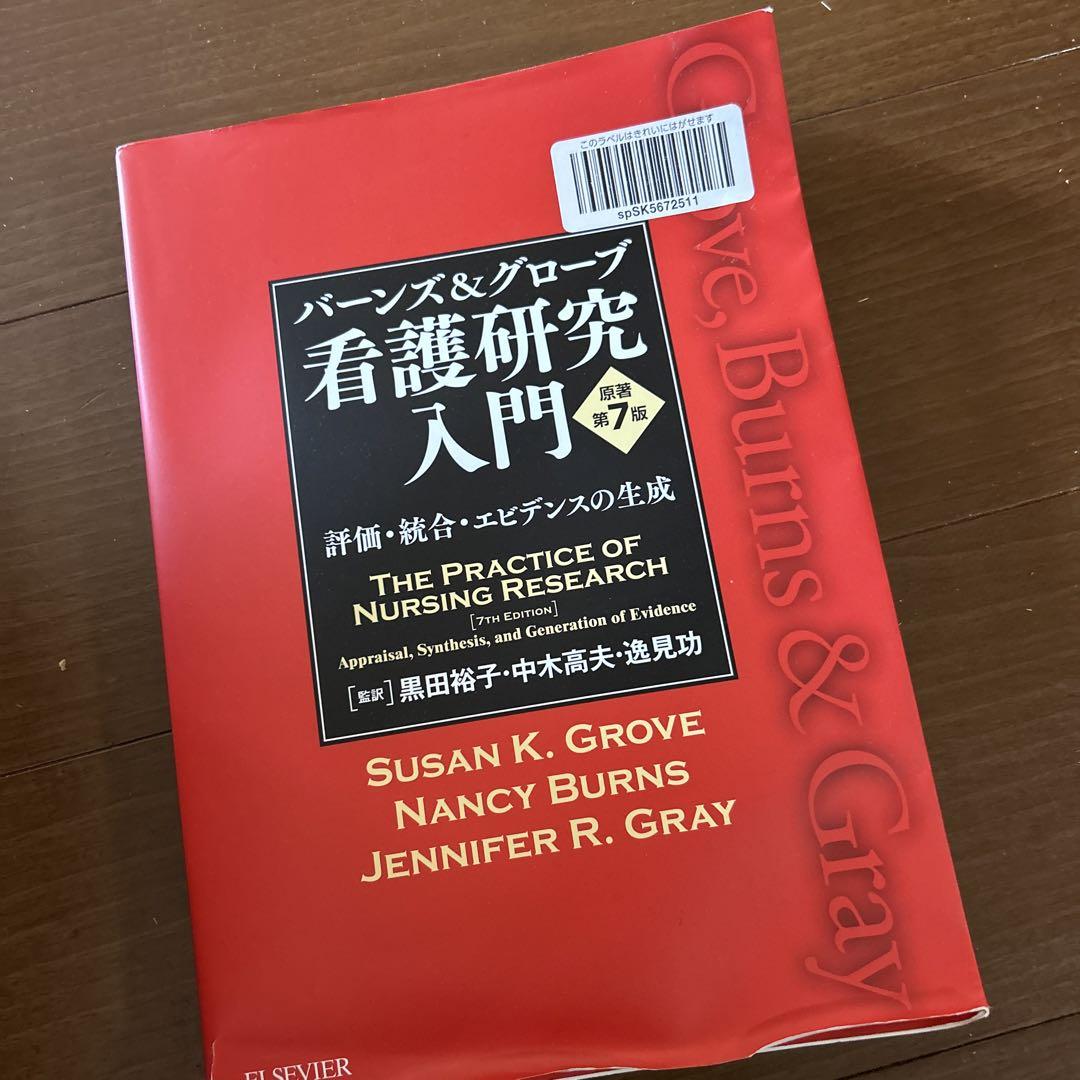 このラベルはきれいにはがせます
spSK5672511
Grove, Burns & Gray
バーンズ&グローブ
看護研究
入門
原著
第7版
評価・統合・エビデンスの生成
THE PRACTICE OF
NURSING RESEARCH
[7TH EDITION]
Appraisal, Synthesis, and Generation of Evidence
[監訳] 黒田裕子・中木高夫・逸見功
SUSAN K. GROVE
NANCY BURNS
JENNIFER R. GRAY
ELSEVIER